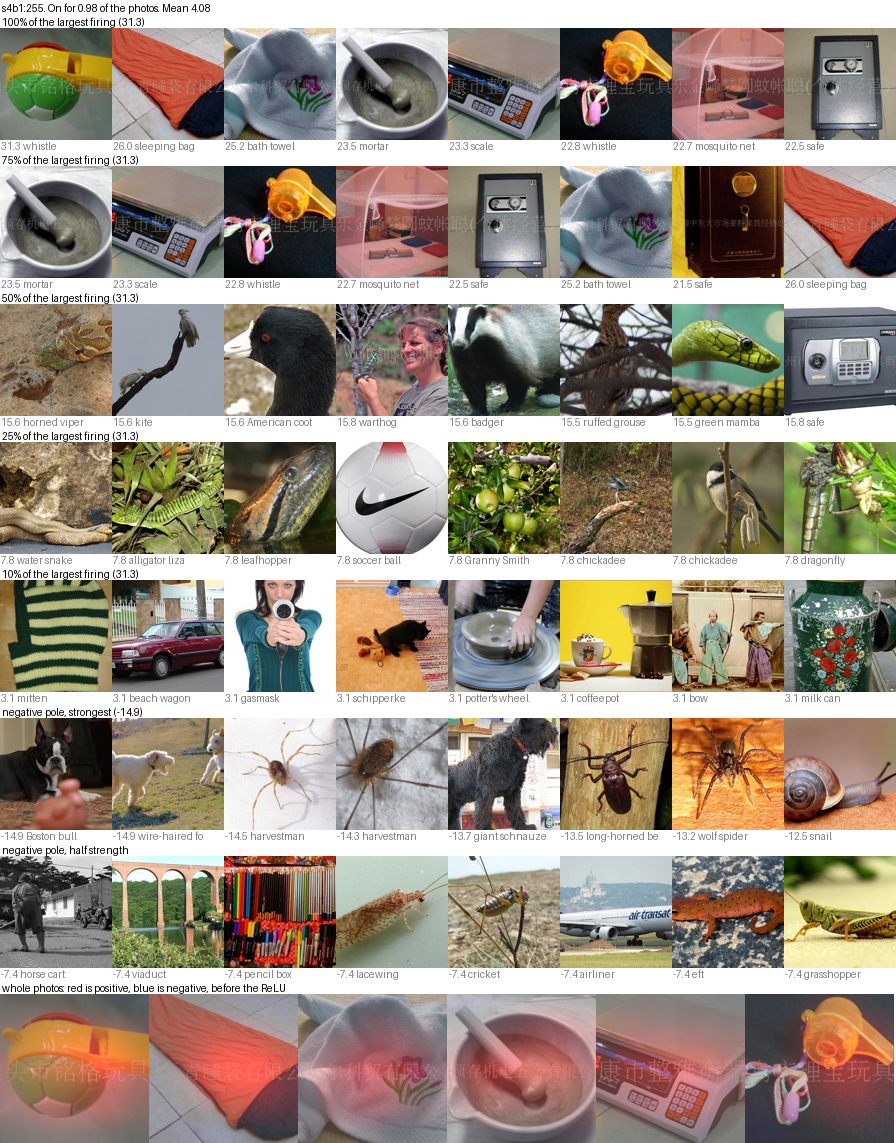 s4b1:255. On for 0.98 of the photos. Mean 4.08
100% of the largest firing (31.3)
31.3 whistle
26.0 sleeping bag
25.2 bath towel
23.5 mortar
23.3 scale
22.8 whistle
22.7 mosquito net
22.5 safe
75% of the largest firing (31.3)
23.5 mortar
23.3 scale
22.8 whistle
22.7 mosquito net
22.5 safe
25.2 bath towel
21.5 safe
26.0 sleeping bag
50% of the largest firing (31.3)
15.6 horned viper
15.6 kite
15.6 American coot
15.8 warthog
15.6 badger
15.5 ruffed grouse
15.5 green mamba
15.8 safe
25% of the largest firing (31.3)
7.8 water snake
7.8 alligator liza
7.8 leafhopper
7.8 soccer ball
7.8 Granny Smith
7.8 chickadee
7.8 chickadee
7.8 dragonfly
10% of the largest firing (31.3)
3.1 mitten
3.1 beach wagon
3.1 gasmask
3.1 schipperke
3.1 potter's wheel
3.1 coffeepot
3.1 bow
3.1 milk can
negative pole, strongest (-14.9)
-14.9 Boston bull
-14.9 wire-haired fo
-14.5 harvestman
-14.3 harvestman
-13.7 giant schnauze
-13.5 long-horned be
-13.2 wolf spider
-12.5 snail
negative pole, half strength
air transat
-7.4 horse cart
-7.4 viaduct
-7.4 pencil box
-7.4 lacewing
-7.4 cricket
-7.4 airliner
-7.4 eft
-7.4 grasshopper
whole photos: red is positive, blue is negative, before the ReLU